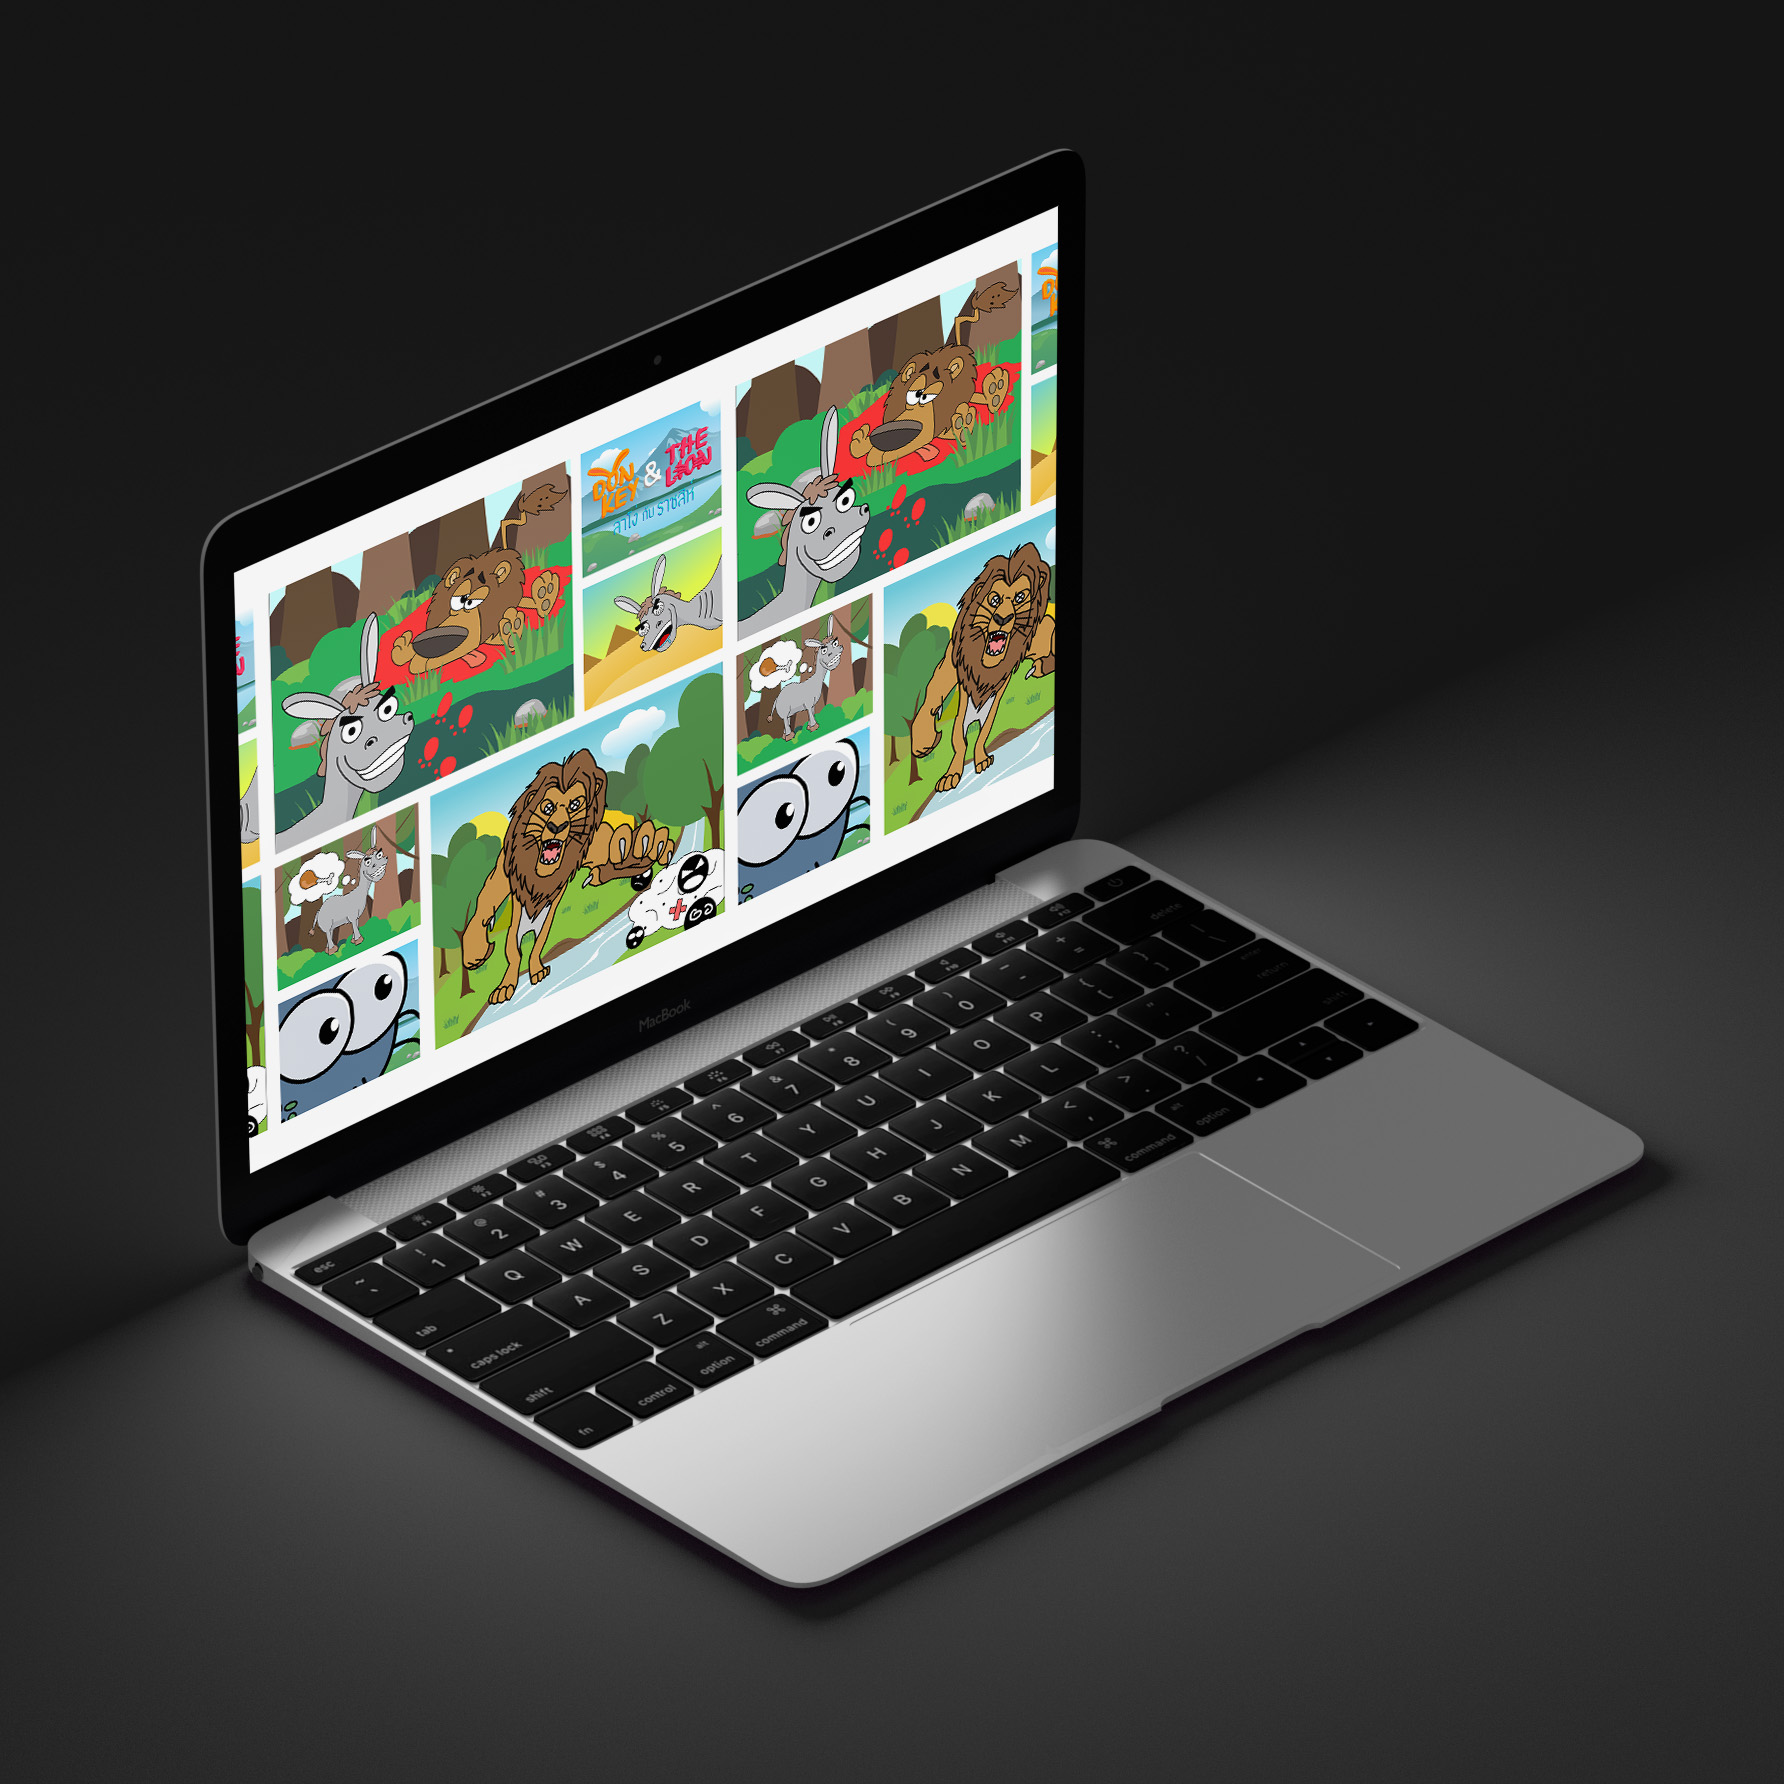 DON
KEY
&
THE
LION
ลาโง่ กับ ราชสีห์
MacBook
esc
delete
~
! 1
@ 2
# 3
$ 4
% 5
^ 6
& 7
* 8
( 9
) 0
tab
Q W E R T Y U I O P
caps lock
A S D F G H J K L
return
shift
Z X C V B N M < , > . ? /
shift
fn
control
alt
option
⌘
command
⌘
command
alt
option